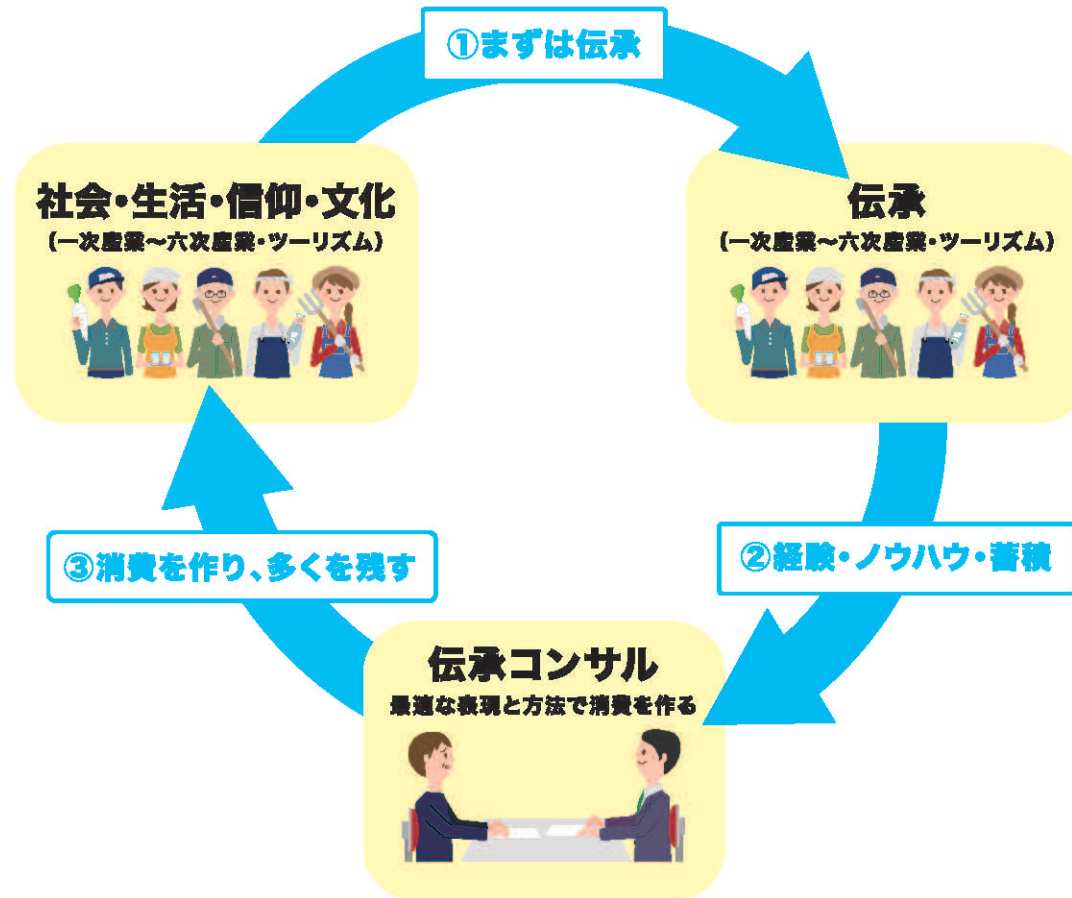 ①まずは伝承
社会・生活・信仰・文化
（一次産業～六次産業・ツーリズム）
伝承
（一次産業～六次産業・ツーリズム）
②経験・ノウハウ・蓄積
③消費を作り、多くを残す
伝承コンサル
最適な表現と方法で消費を作る